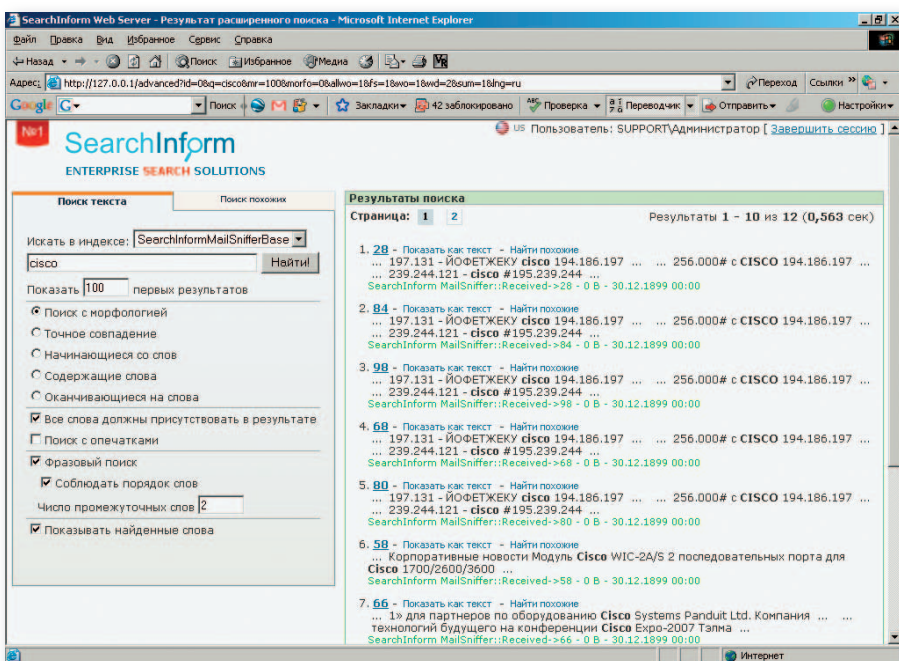 SearchInform Web Server - Результат расширенного поиска - Microsoft Internet Explorer
Файл Правка Вид Избранное Сервис Справка
Назад Поиск Избранное Медиа
Адрес: http://127.0.0.1/advanced?id=0&q=cisco&mr=100&morfo=0&allwo=1&fs=1&wo=1&wd=2&sum=1&lng=ru Переход Ссылки »
Google G Поиск Закладки 42 заблокировано ABC Проверка Переводчик Отправить Настройки
№1
SearchInform
ENTERPRISE SEARCH SOLUTIONS
US Пользователь: SUPPORT\Администратор [ Завершить сессию ]
Поиск текста Поиск похожих
Искать в индексе: SearchInformMailSnifferBase
cisco Найти!
Показать 100 первых результатов
Поиск с морфологией
Точное совпадение
Начинающиеся со слов
Содержащие слова
Оканчивающиеся на слова
Все слова должны присутствовать в результате
Поиск с опечатками
Фразовый поиск
Соблюдать порядок слов
Число промежуточных слов 2
Показывать найденные слова
Результаты поиска
Страница: 1 2 Результаты 1 - 10 из 12 (0,563 сек)
1. 28 - Показать как текст - Найти похожие
... 197.131 - ЙОФЕТЖЕКУ cisco 194.186.197 ... ... 256.000# с CISCO 194.186.197 ...
... 239.244.121 - cisco #195.239.244 ...
SearchInform MailSniffer::Received->28 - 0 B - 30.12.1899 00:00
2. 84 - Показать как текст - Найти похожие
... 197.131 - ЙОФЕТЖЕКУ cisco 194.186.197 ... ... 256.000# с CISCO 194.186.197 ...
... 239.244.121 - cisco #195.239.244 ...
SearchInform MailSniffer::Received->84 - 0 B - 30.12.1899 00:00
3. 98 - Показать как текст - Найти похожие
... 197.131 - ЙОФЕТЖЕКУ cisco 194.186.197 ... ... 256.000# с CISCO 194.186.197 ...
... 239.244.121 - cisco #195.239.244 ...
SearchInform MailSniffer::Received->98 - 0 B - 30.12.1899 00:00
4. 68 - Показать как текст - Найти похожие
... 197.131 - ЙОФЕТЖЕКУ cisco 194.186.197 ... ... 256.000# с CISCO 194.186.197 ...
... 239.244.121 - cisco #195.239.244 ...
SearchInform MailSniffer::Received->68 - 0 B - 30.12.1899 00:00
5. 80 - Показать как текст - Найти похожие
... 197.131 - ЙОФЕТЖЕКУ cisco 194.186.197 ... ... 256.000# с CISCO 194.186.197 ...
... 239.244.121 - cisco #195.239.244 ...
SearchInform MailSniffer::Received->80 - 0 B - 30.12.1899 00:00
6. 58 - Показать как текст - Найти похожие
... Корпоративные новости Модуль Cisco WIC-2A/S 2 последовательных порта для
Cisco 1700/2600/3600 ...
SearchInform MailSniffer::Received->58 - 0 B - 30.12.1899 00:00
7. 66 - Показать как текст - Найти похожие
... 1» для партнеров по оборудованию Cisco Systems Panduit Ltd. Компания ... ...
технологий будущего на конференции Cisco Expo-2007 Тэлма ...
SearchInform MailSniffer::Received->66 - 0 B - 30.12.1899 00:00
Интернет